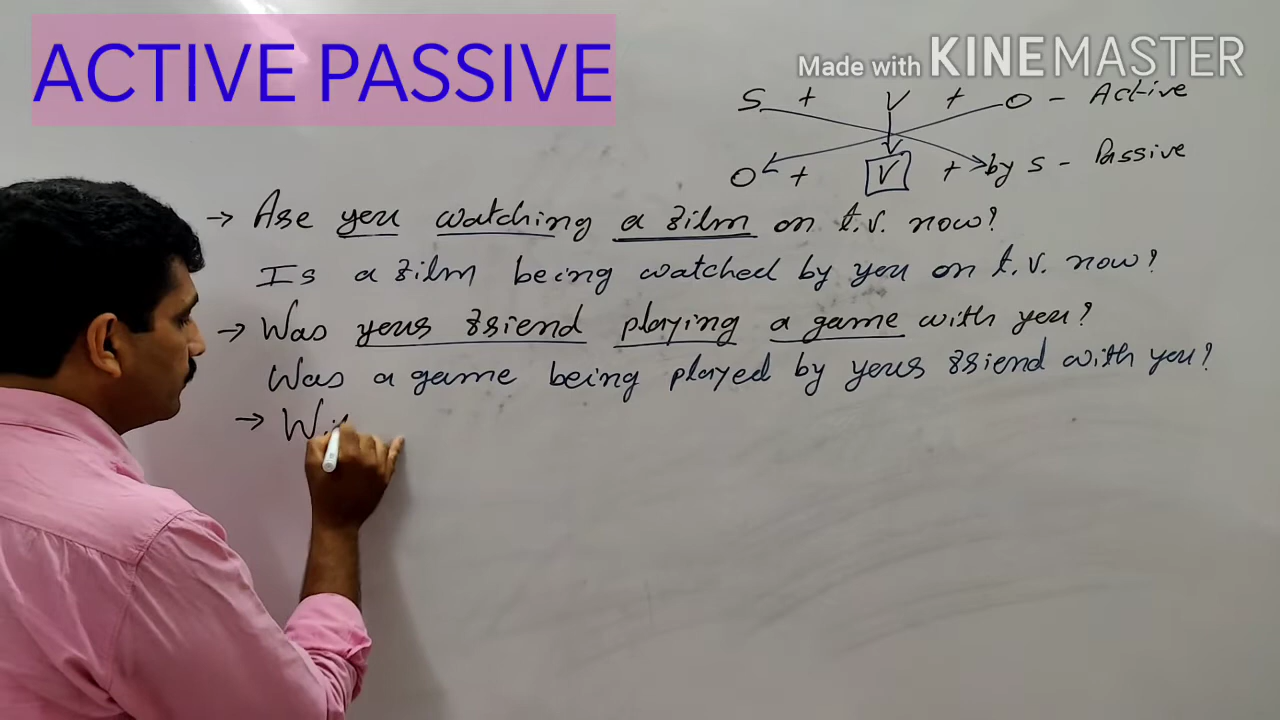 ACTIVE PASSIVE
Made with KINEMASTER
S + V + O - Active
O + V + by S - Passive
→ Are you watching a film on t.v. now?
Is a film being watched by you on t.v. now?
→ Was your friend playing a game with you?
Was a game being played by your friend with you?
→